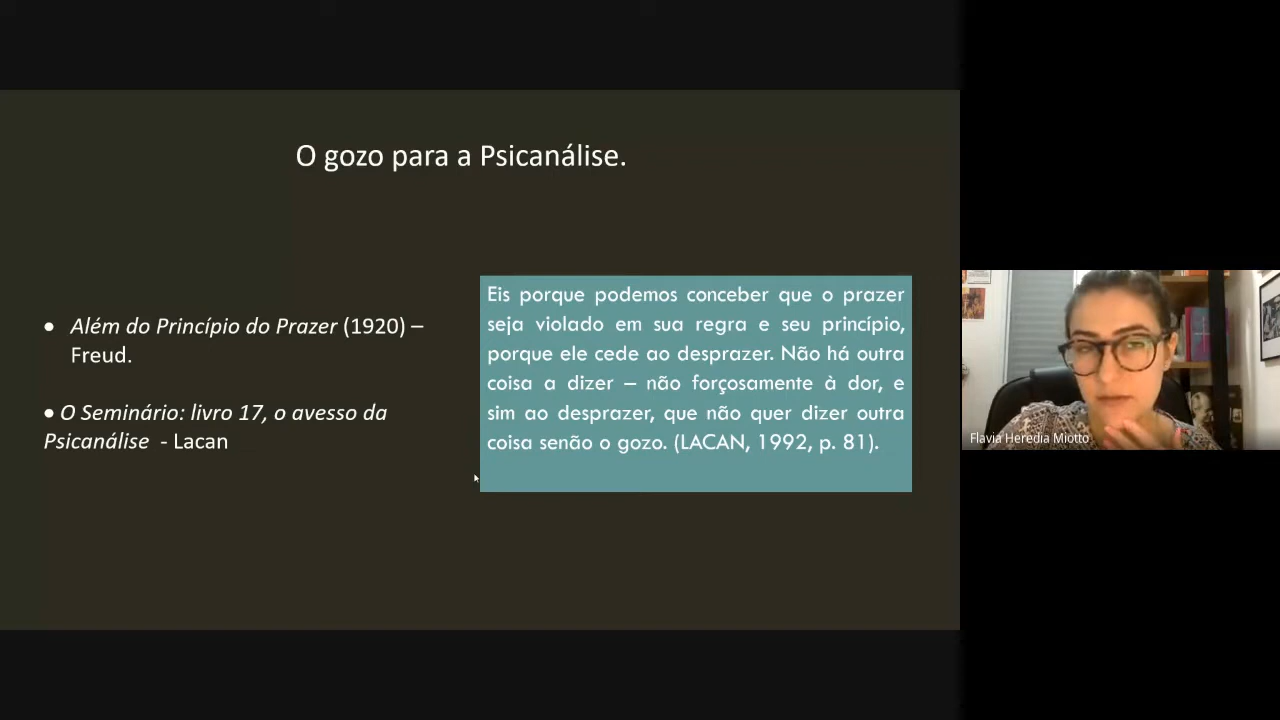 O gozo para a Psicanálise.
• Além do Princípio do Prazer (1920) –
Freud.
• O Seminário: livro 17, o avesso da
Psicanálise - Lacan
Eis porque podemos conceber que o prazer
seja violado em sua regra e seu princípio,
porque ele cede ao desprazer. Não há outra
coisa a dizer – não forçosamente à dor, e
sim ao desprazer, que não quer dizer outra
coisa senão o gozo. (LACAN, 1992, p. 81).
Flavia Heredia Miotto